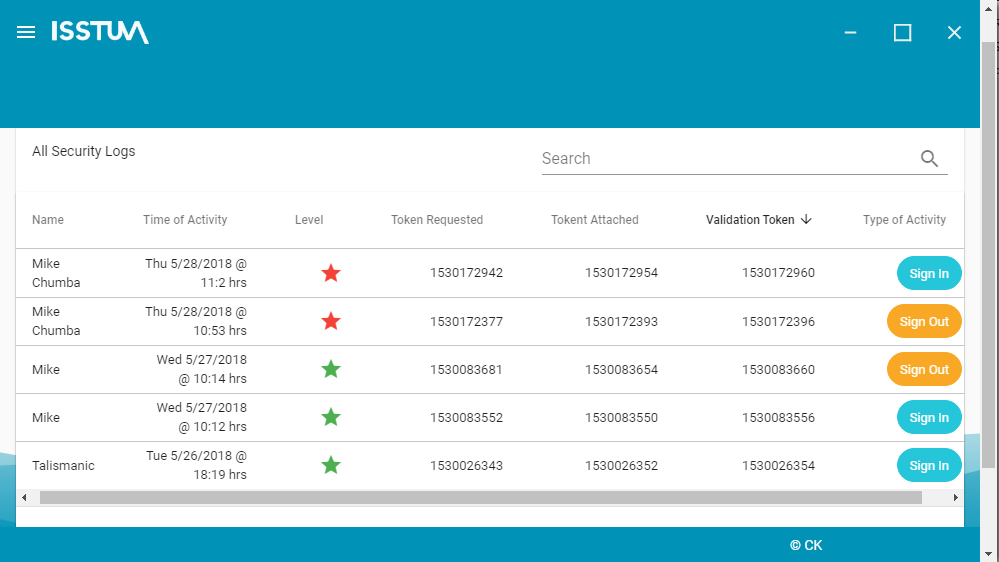 ISSTUM
All Security Logs
Search
Name Time of Activity Level Token Requested Tokent Attached Validation Token Type of Activity
Mike Chumba Thu 5/28/2018 @ 11:2 hrs 1530172942 1530172954 1530172960 Sign In
Mike Chumba Thu 5/28/2018 @ 10:53 hrs 1530172377 1530172393 1530172396 Sign Out
Mike Wed 5/27/2018 @ 10:14 hrs 1530083681 1530083654 1530083660 Sign Out
Mike Wed 5/27/2018 @ 10:12 hrs 1530083552 1530083550 1530083556 Sign In
Talismanic Tue 5/26/2018 @ 18:19 hrs 1530026343 1530026352 1530026354 Sign In
© CK